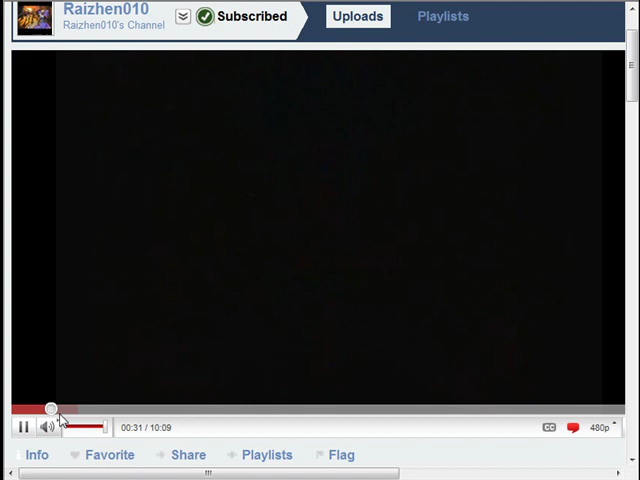 Raizhen010
Raizhen010's Channel
Subscribed
Uploads
Playlists
00:31 / 10:09
CC
480p
Info
Favorite
Share
Playlists
Flag